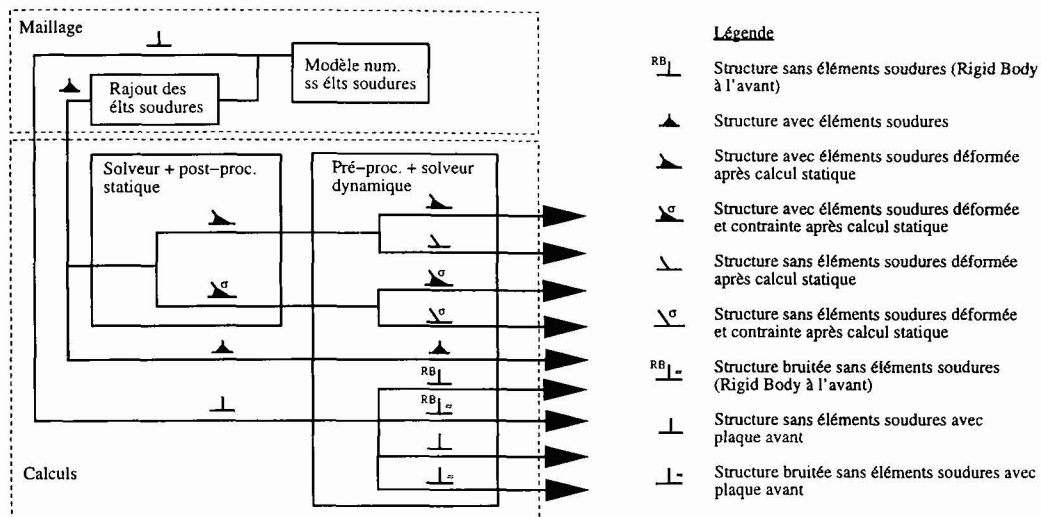 Maillage
Modèle num.
ss élts soudures
Rajout des
élts soudures
Solveur + post-proc.
statique
Pré-proc. + solveur
dynamique
σ
σ
σ
RB
RB
=
=
Calculs
Légende
RB
Structure sans éléments soudures (Rigid Body
à l'avant)
Structure avec éléments soudures
Structure avec éléments soudures déformée
après calcul statique
σ
Structure avec éléments soudures déformée
et contrainte après calcul statique
Structure sans éléments soudures déformée
après calcul statique
σ
Structure sans éléments soudures déformée
et contrainte après calcul statique
RB
=
Structure bruitée sans éléments soudures
(Rigid Body à l'avant)
Structure sans éléments soudures avec
plaque avant
=
Structure bruitée sans éléments soudures avec
plaque avant